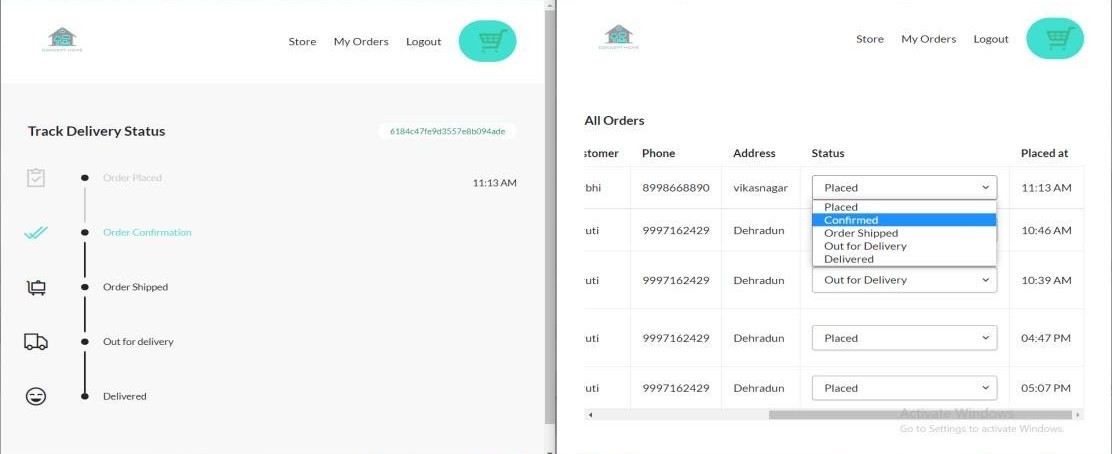 CONCEPT HOME
Store My Orders Logout
Track Delivery Status
6184c47fe9d3557e8b094ade
Order Placed
11:13 AM
Order Confirmation
Order Shipped
Out for delivery
Delivered
Store My Orders Logout
All Orders
stomer Phone Address Status Placed at
bhi 8998668890 vikasnagar Placed 11:13 AM
Placed
Confirmed
Order Shipped
Out for Delivery
Delivered
uti 9997162429 Dehradun 10:46 AM
uti 9997162429 Dehradun Out for Delivery 10:39 AM
uti 9997162429 Dehradun Placed 04:47 PM
uti 9997162429 Dehradun Placed 05:07 PM
Activate Windows
Go to Settings to activate Windows.